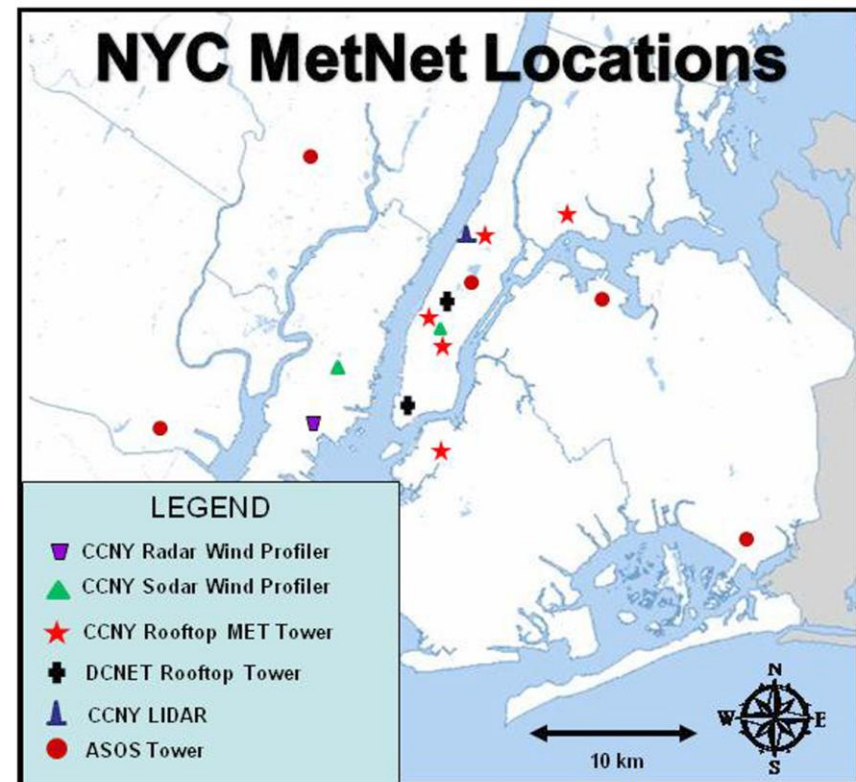 NYC MetNet Locations
LEGEND
CCNY Radar Wind Profiler
CCNY Sodar Wind Profiler
CCNY Rooftop MET Tower
DCNET Rooftop Tower
CCNY LIDAR
ASOS Tower
10 km
N
W E
S